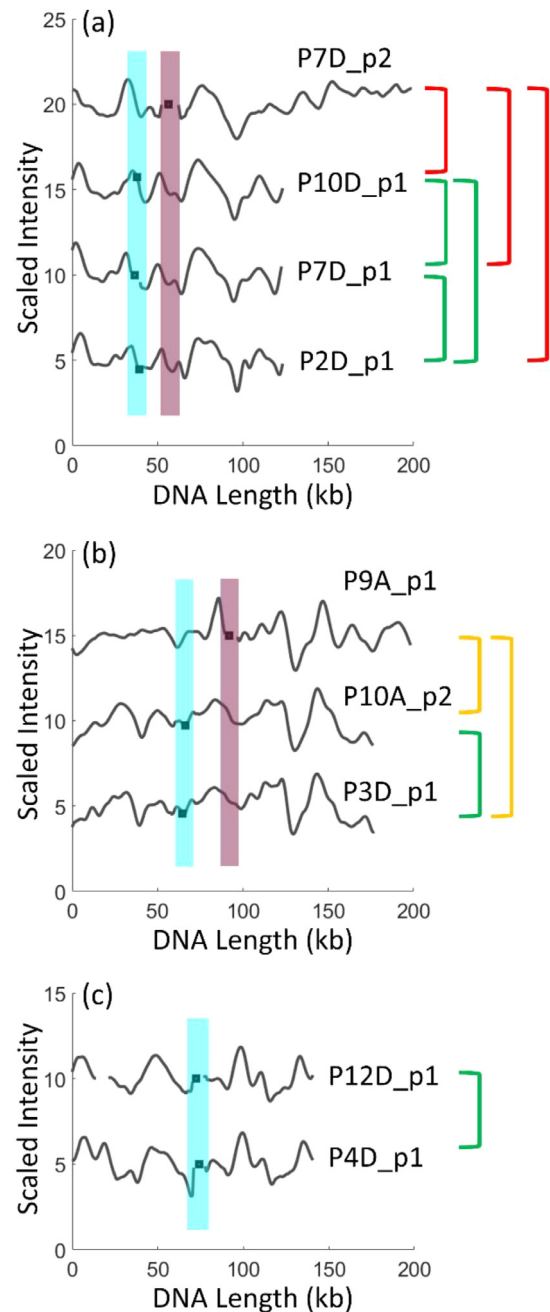 (a)
25
20
15
10
5
0
Scaled Intensity
P7D_p2
P10D_p1
P7D_p1
P2D_p1
0 50 100 150 200
DNA Length (kb)
(b)
20
15
10
5
0
Scaled Intensity
P9A_p1
P10A_p2
P3D_p1
0 50 100 150 200
DNA Length (kb)
(c)
15
10
5
0
Scaled Intensity
P12D_p1
P4D_p1
0 50 100 150 200
DNA Length (kb)